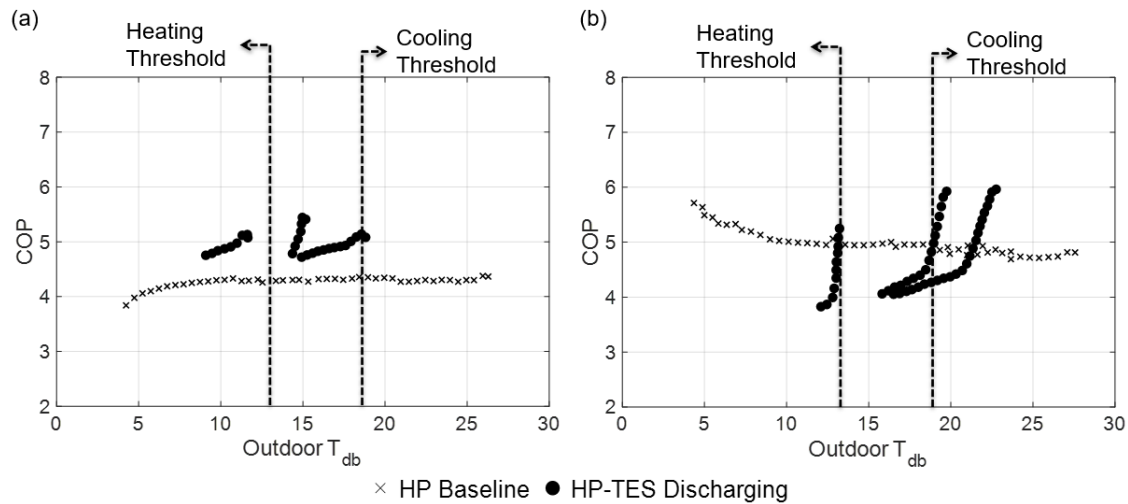 (a)
Heating
Threshold
Cooling
Threshold
8
7
6
5
4
3
2
COP
0
5
10
15
20
25
30
Outdoor T_db
(b)
Heating
Threshold
Cooling
Threshold
8
7
6
5
4
3
2
COP
0
5
10
15
20
25
30
Outdoor T_db
× HP Baseline ● HP-TES Discharging